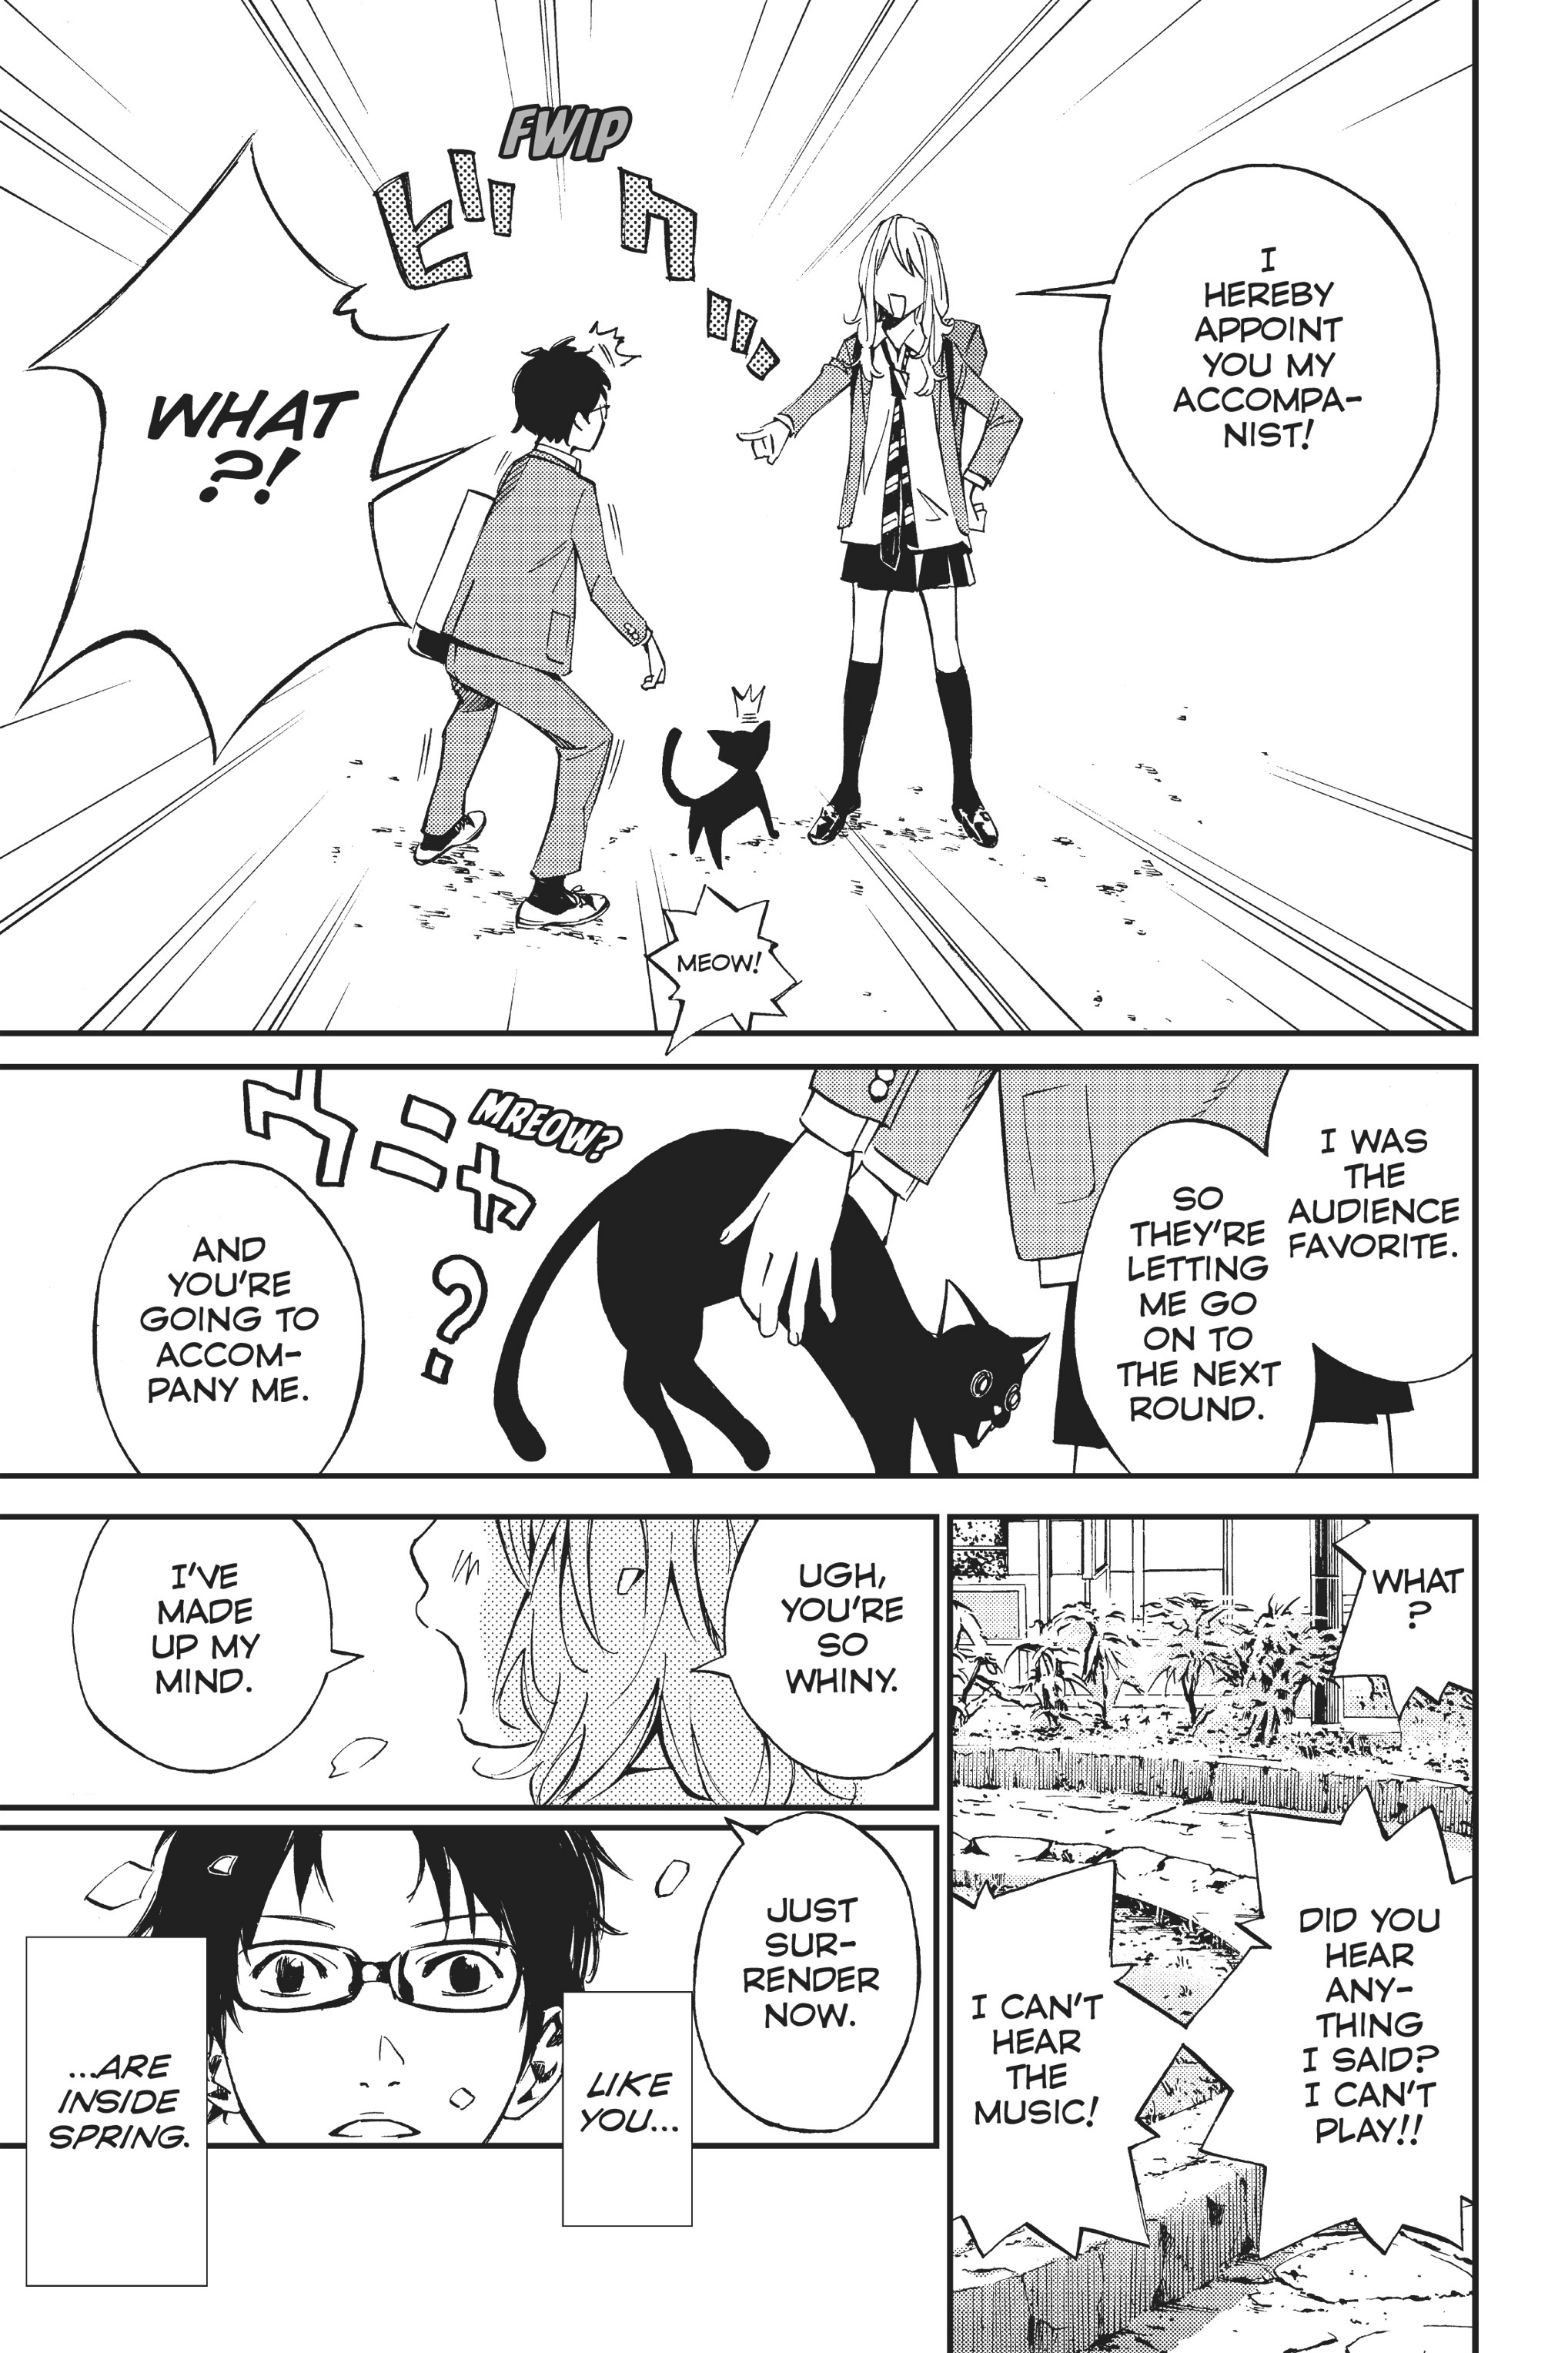 I
HEREBY
APPOINT
YOU MY
ACCOMPA-
NIST!
FWIP
ビクッ
WHAT
?!
MEOW!
I WAS
THE
AUDIENCE
FAVORITE.
SO
THEY'RE
LETTING
ME GO
ON TO
THE NEXT
ROUND.
MREOW?
ウニャ
?
AND
YOU'RE
GOING TO
ACCOM-
PANY ME.
WHAT
?
DID YOU
HEAR
ANY-
THING
I SAID?
I CAN'T
PLAY!!
I CAN'T
HEAR
THE
MUSIC!
UGH,
YOU'RE
SO
WHINY.
I'VE
MADE
UP MY
MIND.
JUST
SUR-
RENDER
NOW.
LIKE
YOU...
...ARE
INSIDE
SPRING.